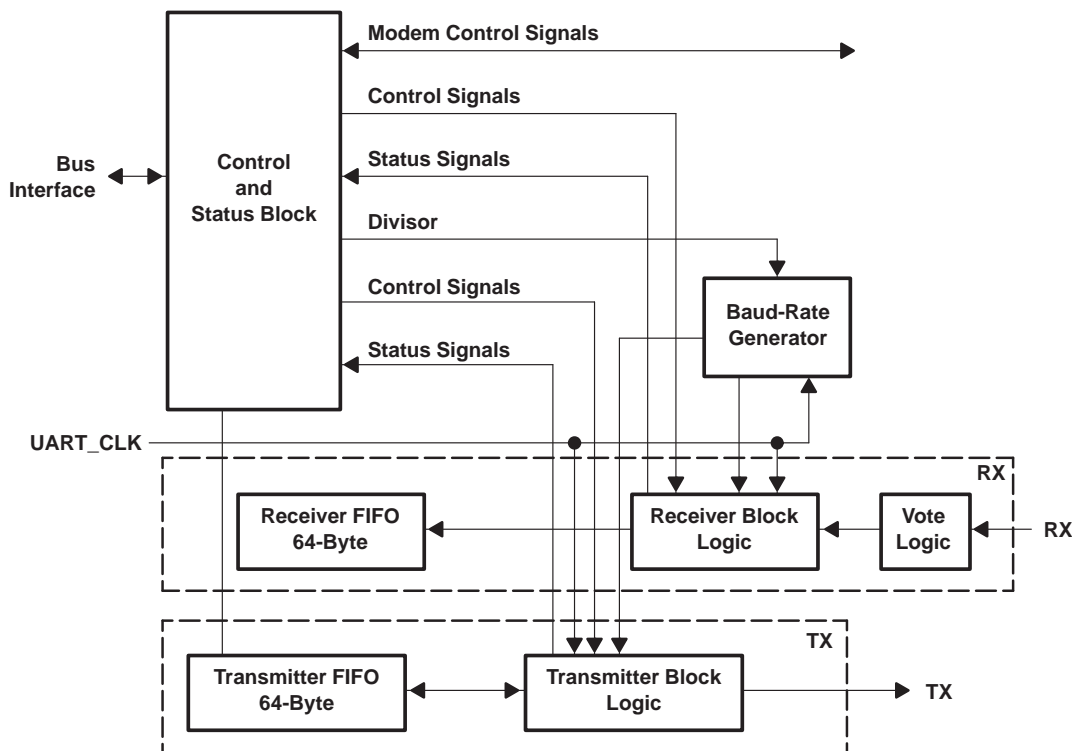 Modem Control Signals
Control Signals
Bus
Interface
Control
and
Status Block
Status Signals
Divisor
Control Signals
Baud-Rate
Generator
Status Signals
UART_CLK
RX
Receiver FIFO
64-Byte
Receiver Block
Logic
Vote
Logic
RX
TX
Transmitter FIFO
64-Byte
Transmitter Block
Logic
TX